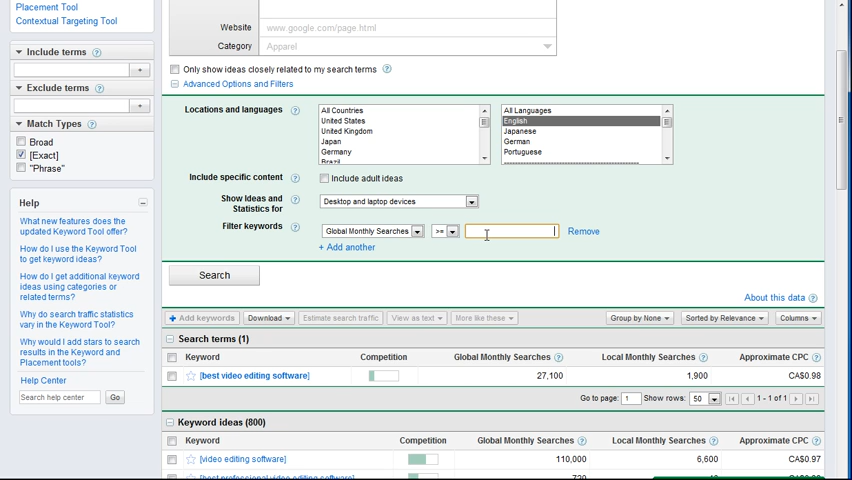 Placement Tool
Contextual Targeting Tool
Include terms
+
Exclude terms
+
Match Types
Broad
[Exact]
"Phrase"
Help
What new features does the
updated Keyword Tool offer?
How do I use the Keyword Tool
to get keyword ideas?
How do I get additional keyword
ideas using categories or
related terms?
Why do search traffic statistics
vary in the Keyword Tool?
Why would I add stars to search
results in the Keyword and
Placement tools?
Help Center
Search help center Go
Website www.google.com/page.html
Category Apparel
Only show ideas closely related to my search terms
Advanced Options and Filters
Locations and languages
All Countries
United States
United Kingdom
Japan
Germany
Brazil
All Languages
English
Japanese
German
Portuguese
Include specific content Include adult ideas
Show Ideas and
Statistics for
Desktop and laptop devices
Filter keywords Global Monthly Searches >= Remove
+ Add another
Search
About this data
+ Add keywords Download Estimate search traffic View as text More like these Group by None Sorted by Relevance Columns
Search terms (1)
Keyword Competition Global Monthly Searches Local Monthly Searches Approximate CPC
[best video editing software] 27,100 1,900 CA$0.98
Go to page: 1 Show rows: 50 1 - 1 of 1
Keyword ideas (800)
Keyword Competition Global Monthly Searches Local Monthly Searches Approximate CPC
[video editing software] 110,000 6,600 CA$0.97
[best professional video editing software] 720